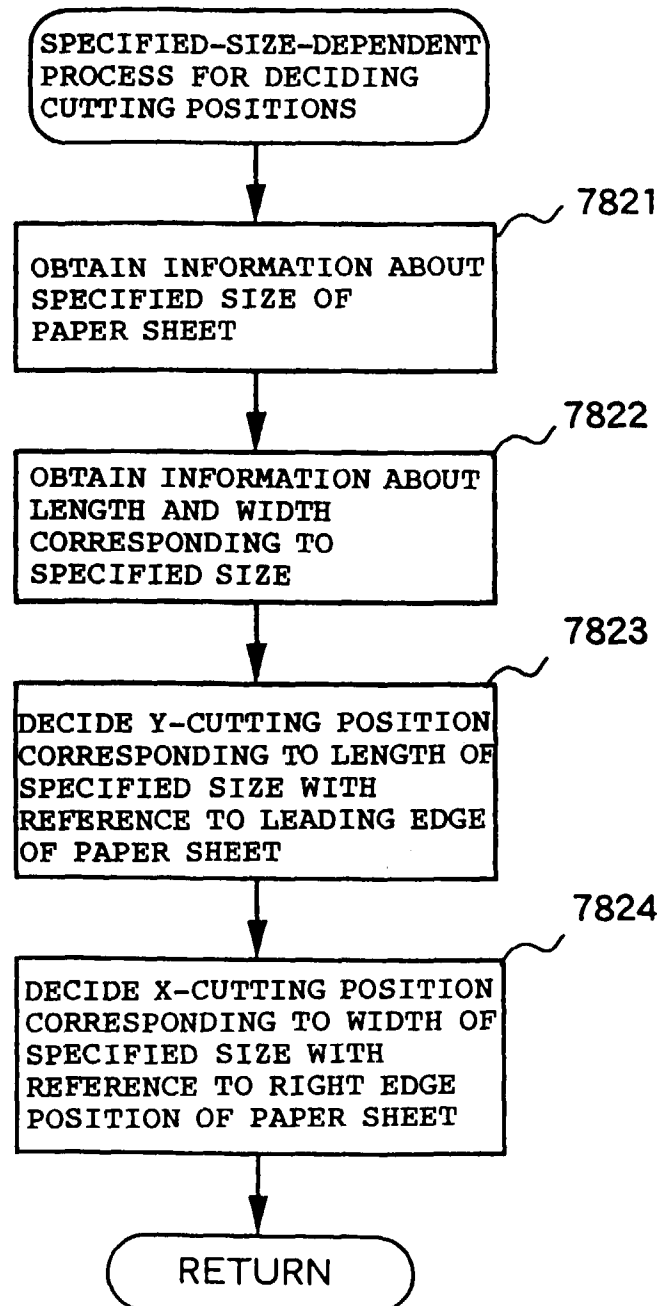 SPECIFIED-SIZE-DEPENDENT
PROCESS FOR DECIDING
CUTTING POSITIONS
7821
OBTAIN INFORMATION ABOUT
SPECIFIED SIZE OF
PAPER SHEET
7822
OBTAIN INFORMATION ABOUT
LENGTH AND WIDTH
CORRESPONDING TO
SPECIFIED SIZE
7823
DECIDE Y-CUTTING POSITION
CORRESPONDING TO LENGTH OF
SPECIFIED SIZE WITH
REFERENCE TO LEADING EDGE
OF PAPER SHEET
7824
DECIDE X-CUTTING POSITION
CORRESPONDING TO WIDTH OF
SPECIFIED SIZE WITH
REFERENCE TO RIGHT EDGE
POSITION OF PAPER SHEET
RETURN